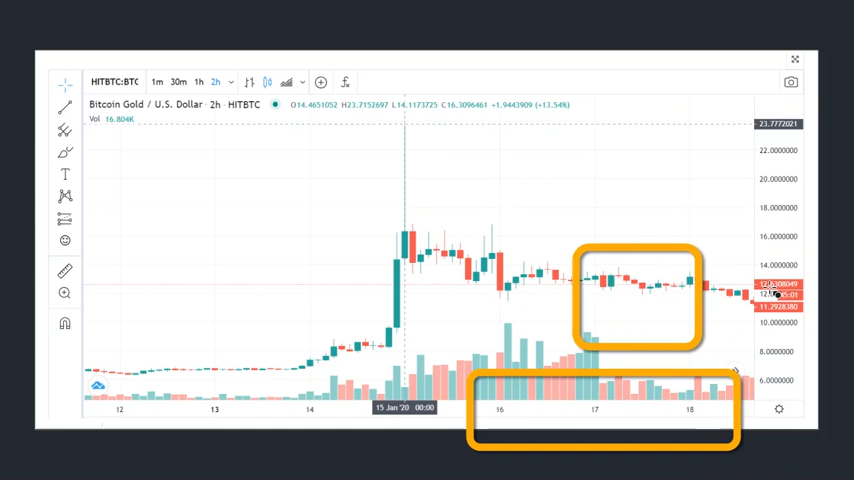 HITBTC:BTC 1m 30m 1h 2h
Bitcoin Gold / U.S. Dollar · 2h · HITBTC O14.4651052 H23.7152697 L14.1173725 C16.3096461 +1.9443909 (+13.54%)
Vol 16.804K
23.7772021
22.0000000
20.0000000
18.0000000
16.0000000
14.0000000
11.2928380
10.0000000
8.0000000
6.0000000
12 13 14 15 Jan '20 00:00 16 17 18